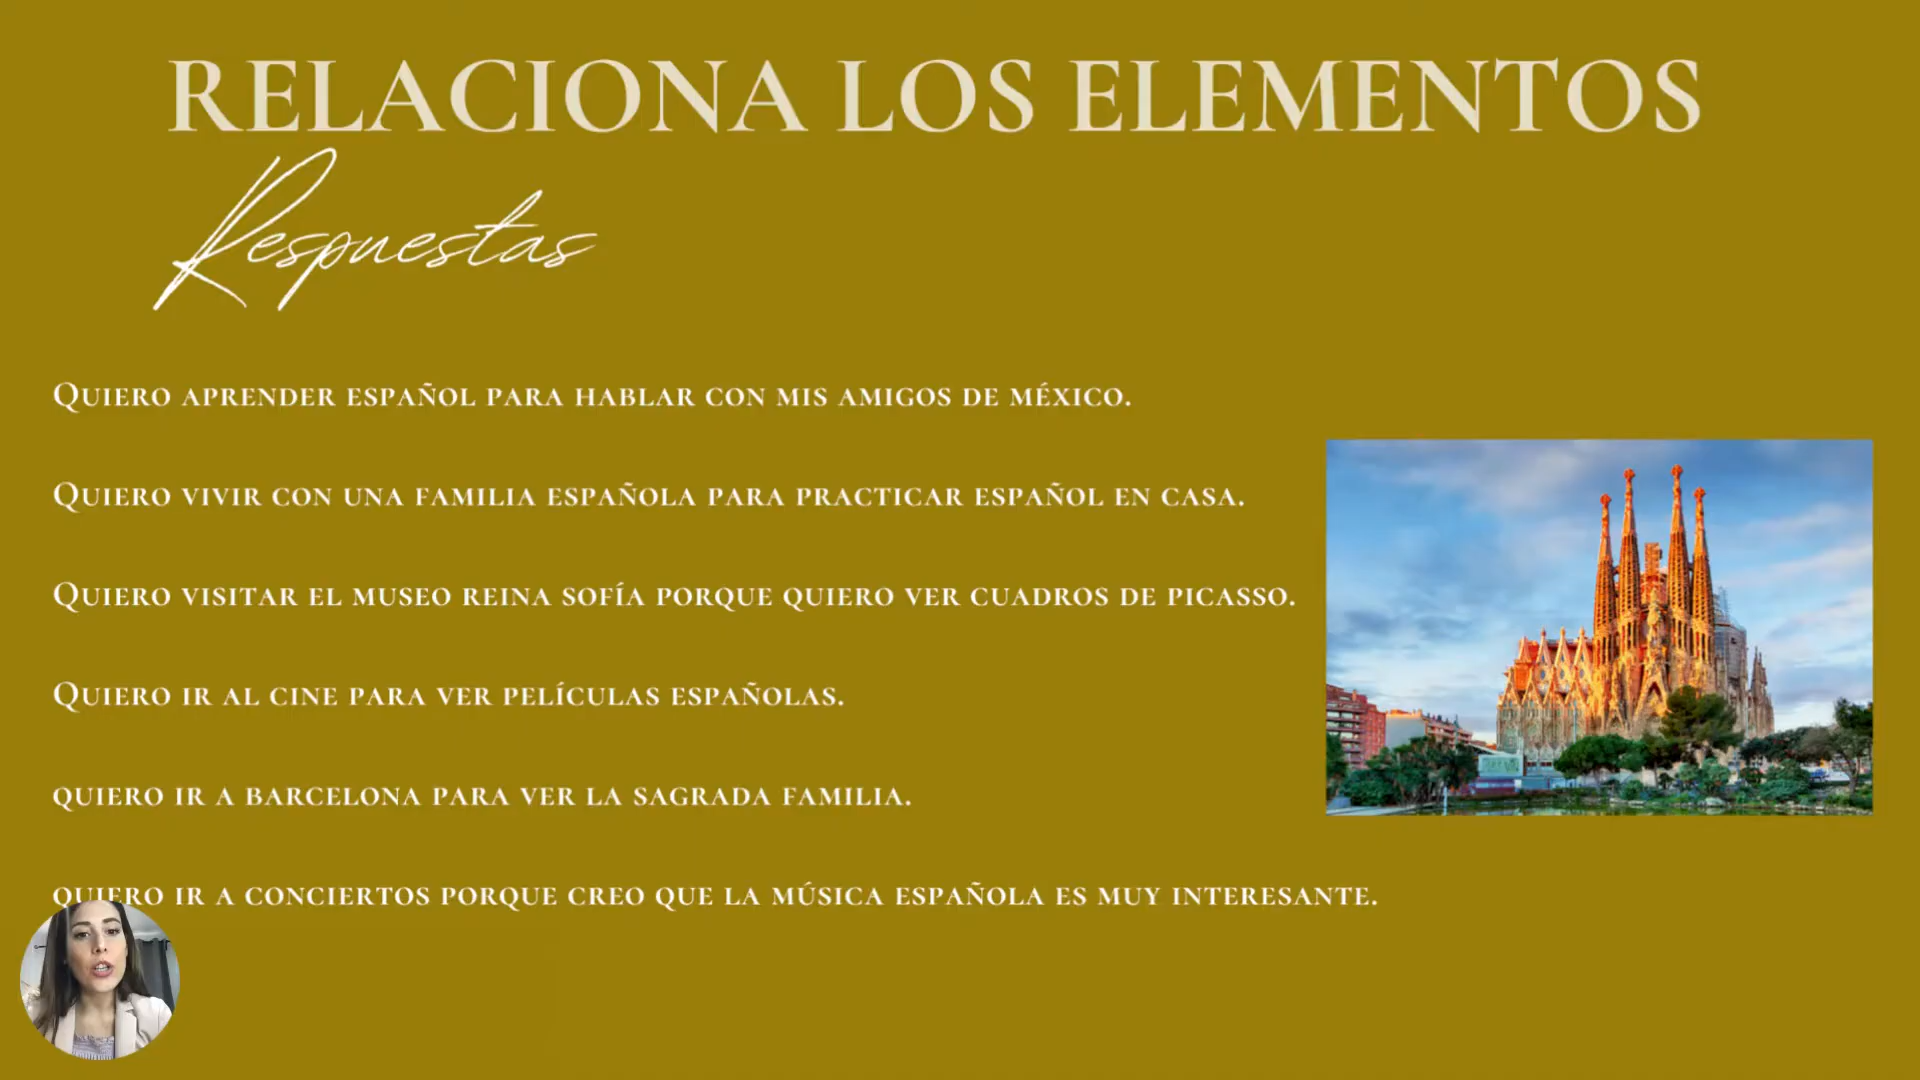 RELACIONA LOS ELEMENTOS
Respuestas
Quiero aprender español para hablar con mis amigos de méxico.
Quiero vivir con una familia española para practicar español en casa.
Quiero visitar el museo reina sofía porque quiero ver cuadros de picasso.
Quiero ir al cine para ver películas españolas.
quiero ir a barcelona para ver la sagrada familia.
quiero ir a conciertos porque creo que la música española es muy interesante.